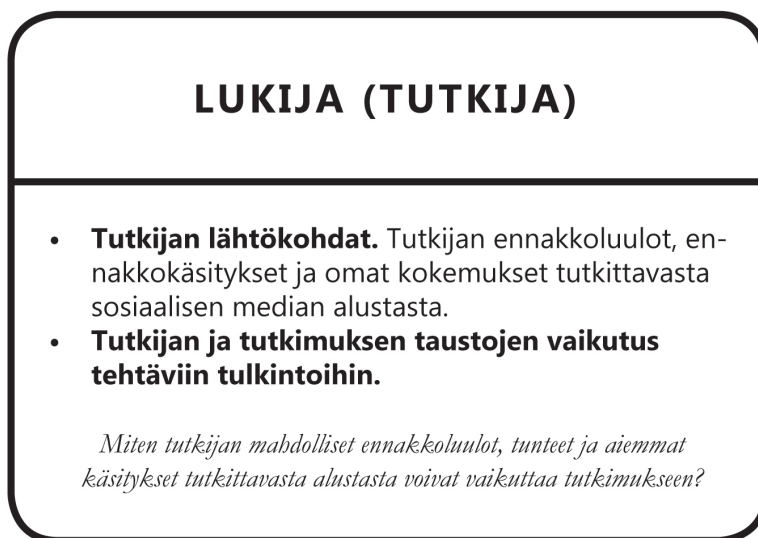 LUKIJA (TUTKIJA)
• Tutkijan lähtökohdat. Tutkijan ennakkoluulot, en-
nakkokäsitykset ja omat kokemukset tutkittavasta
sosiaalisen median alustasta.
• Tutkijan ja tutkimuksen taustojen vaikutus
tehtäviin tulkintoihin.
Miten tutkijan mahdolliset ennakkoluulot, tunteet ja aiemmat
käsitykset tutkittavasta alustasta voivat vaikuttaa tutkimukseen?